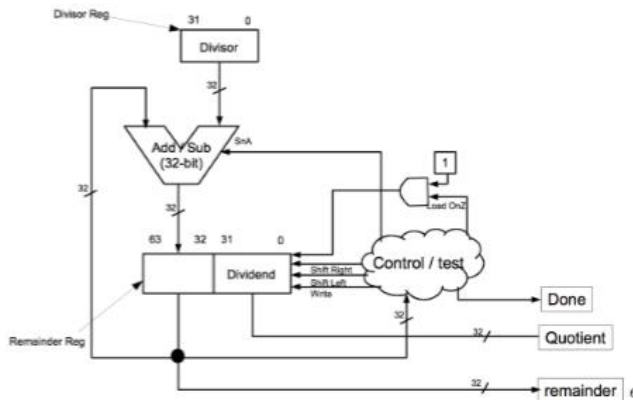 Divisor Reg
31 0
Divisor
32 32
Add / Sub
(32-bit)
SnA
1
32
Load OnZ
32
63 32 31 0
Dividend
Control / test
Shift Right
Shift Left
Write
32
Done
Remainder Reg
32 Quotient
32 remainder